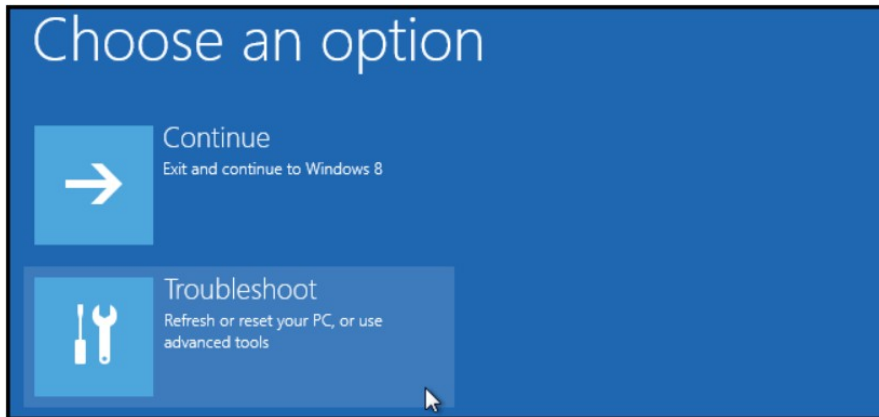 Choose an option
Continue
Exit and continue to Windows 8
Troubleshoot
Refresh or reset your PC, or use
advanced tools